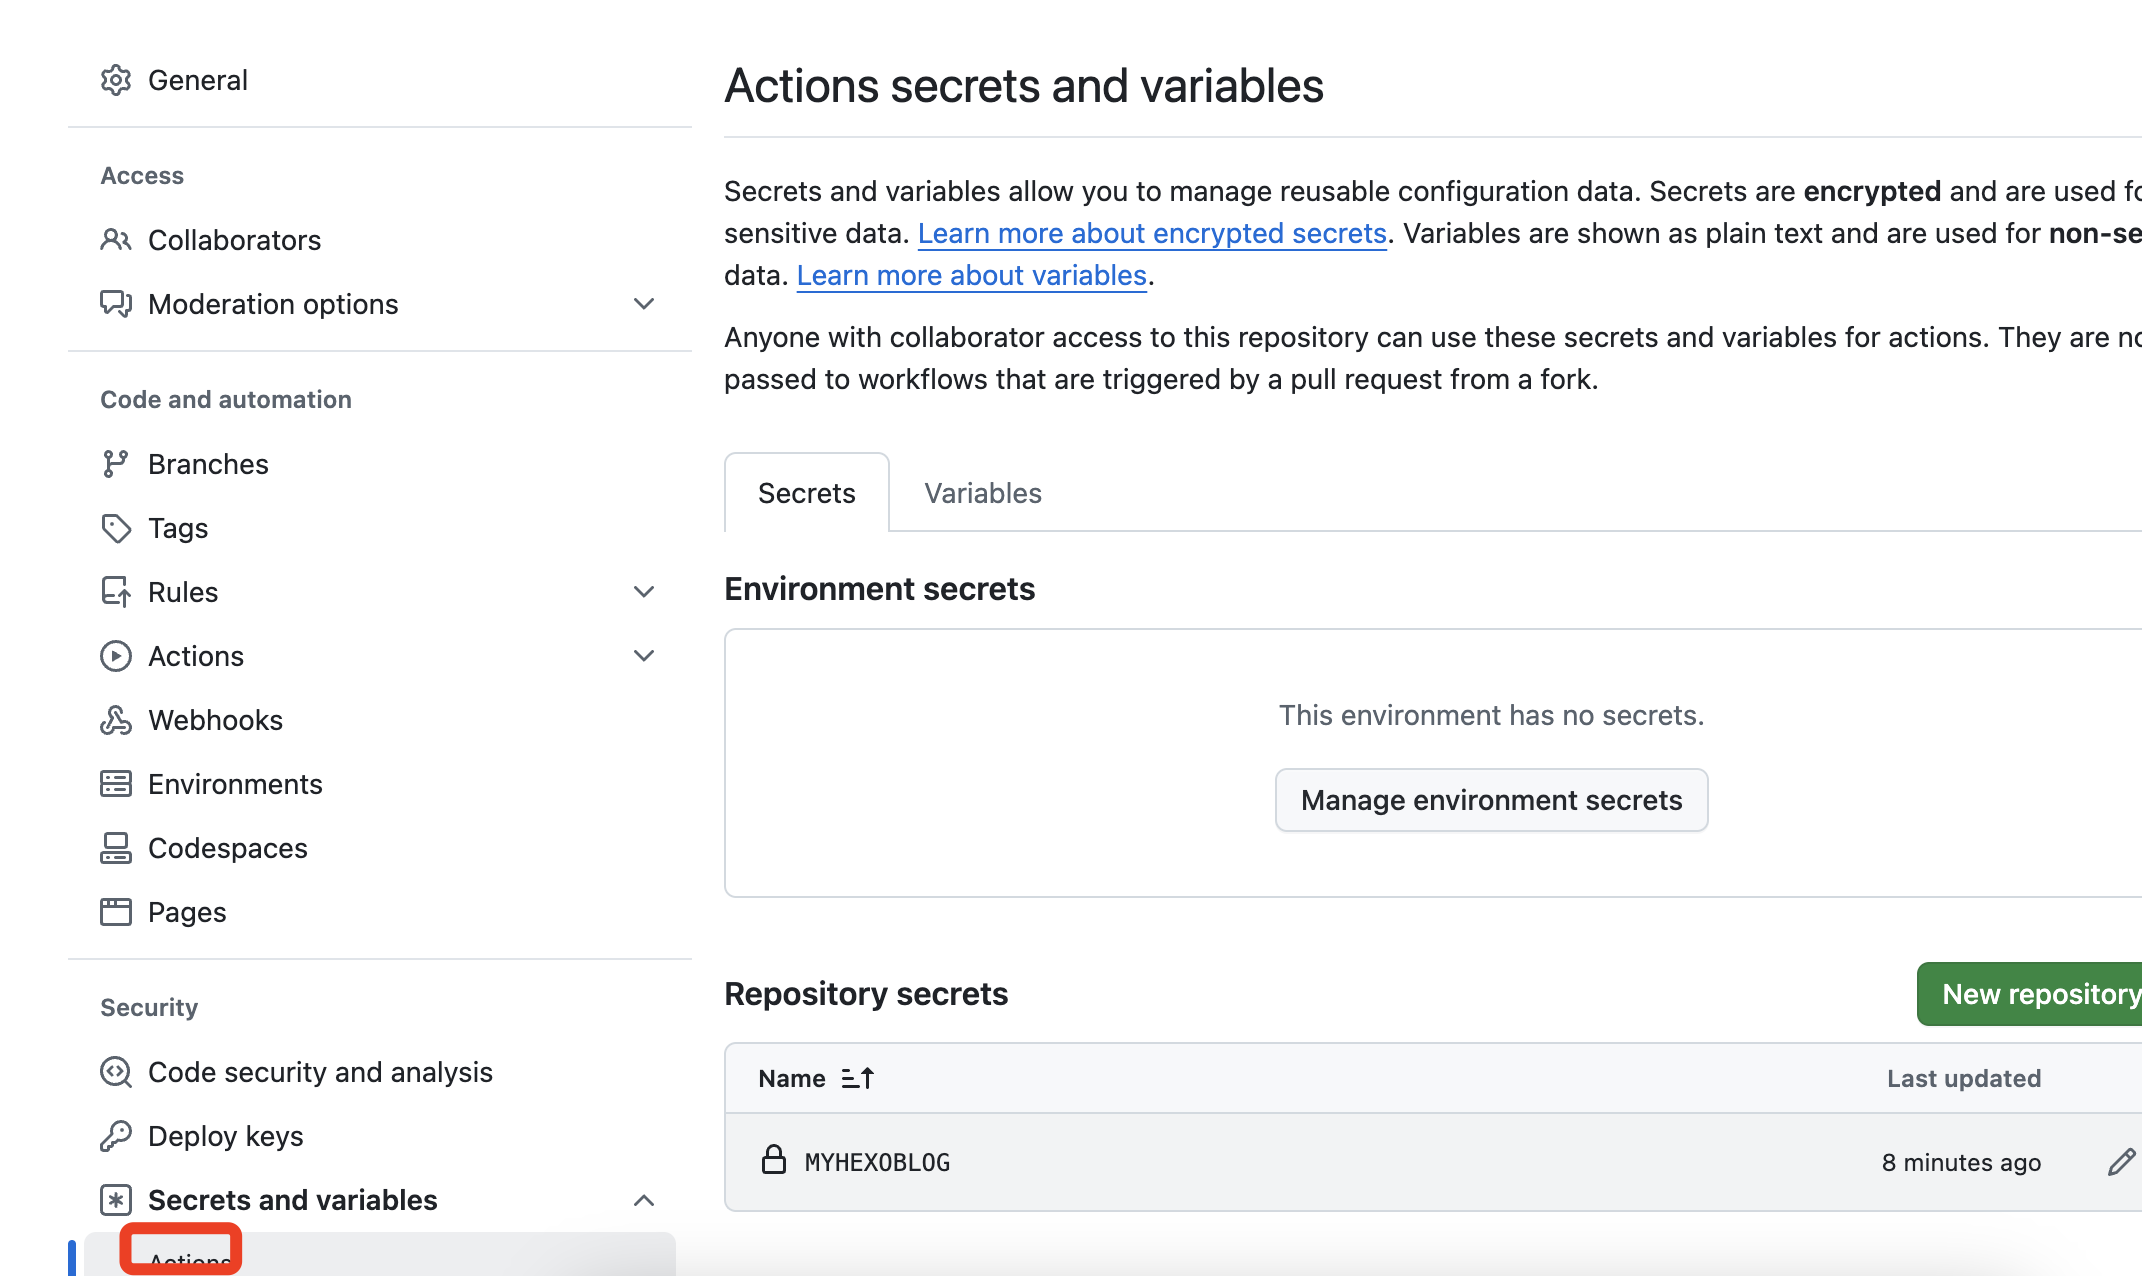 General
Access
Collaborators
Moderation options
Code and automation
Branches
Tags
Rules
Actions
Webhooks
Environments
Codespaces
Pages
Security
Code security and analysis
Deploy keys
Secrets and variables
Actions
Actions secrets and variables
Secrets and variables allow you to manage reusable configuration data. Secrets are encrypted and are used fo
sensitive data. Learn more about encrypted secrets. Variables are shown as plain text and are used for non-se
data. Learn more about variables.
Anyone with collaborator access to this repository can use these secrets and variables for actions. They are no
passed to workflows that are triggered by a pull request from a fork.
Secrets Variables
Environment secrets
This environment has no secrets.
Manage environment secrets
Repository secrets New repository
Name Last updated
MYHEXOBLOG 8 minutes ago